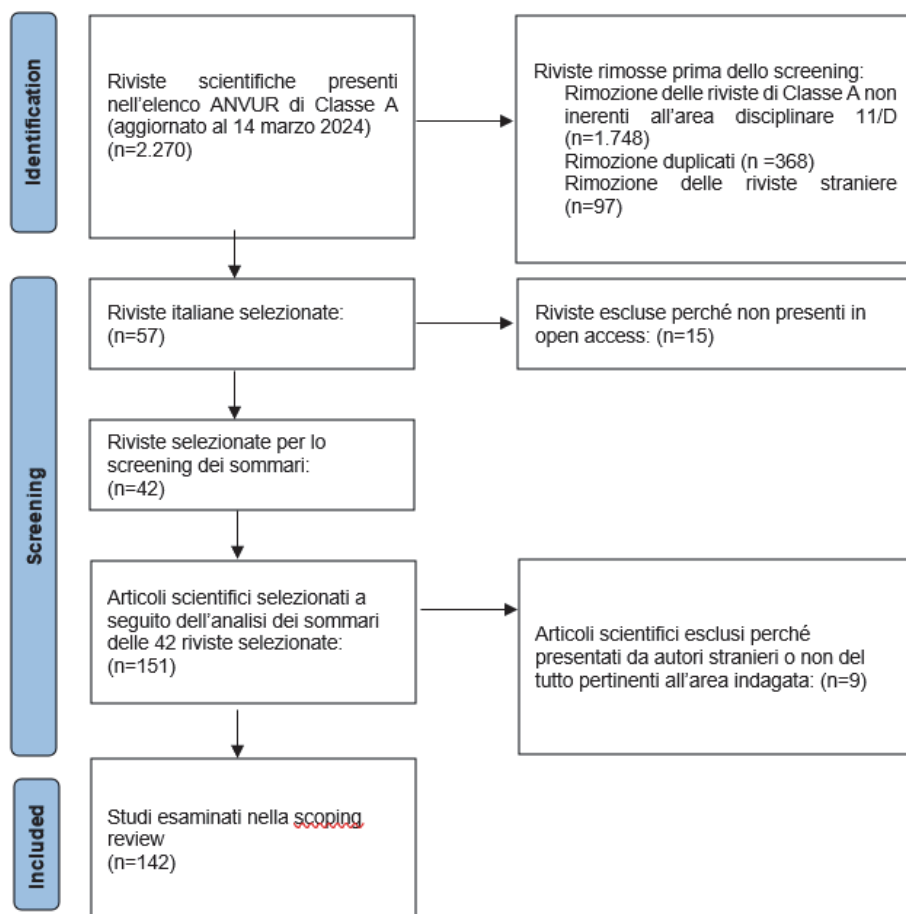 Identification
Riviste scientifiche presenti
nell'elenco ANVUR di Classe A
(aggiornato al 14 marzo 2024)
(n=2.270)
Riviste rimosse prima dello screening:
Rimozione delle riviste di Classe A non
inerenti all'area disciplinare 11/D
(n=1.748)
Rimozione duplicati (n =368)
Rimozione delle riviste straniere
(n=97)
Screening
Riviste italiane selezionate:
(n=57)
Riviste escluse perché non presenti in
open access: (n=15)
Riviste selezionate per lo
screening dei sommari:
(n=42)
Articoli scientifici selezionati a
seguito dell'analisi dei sommari
delle 42 riviste selezionate:
(n=151)
Articoli scientifici esclusi perché
presentati da autori stranieri o non del
tutto pertinenti all'area indagata: (n=9)
Included
Studi esaminati nella scoping
review
(n=142)